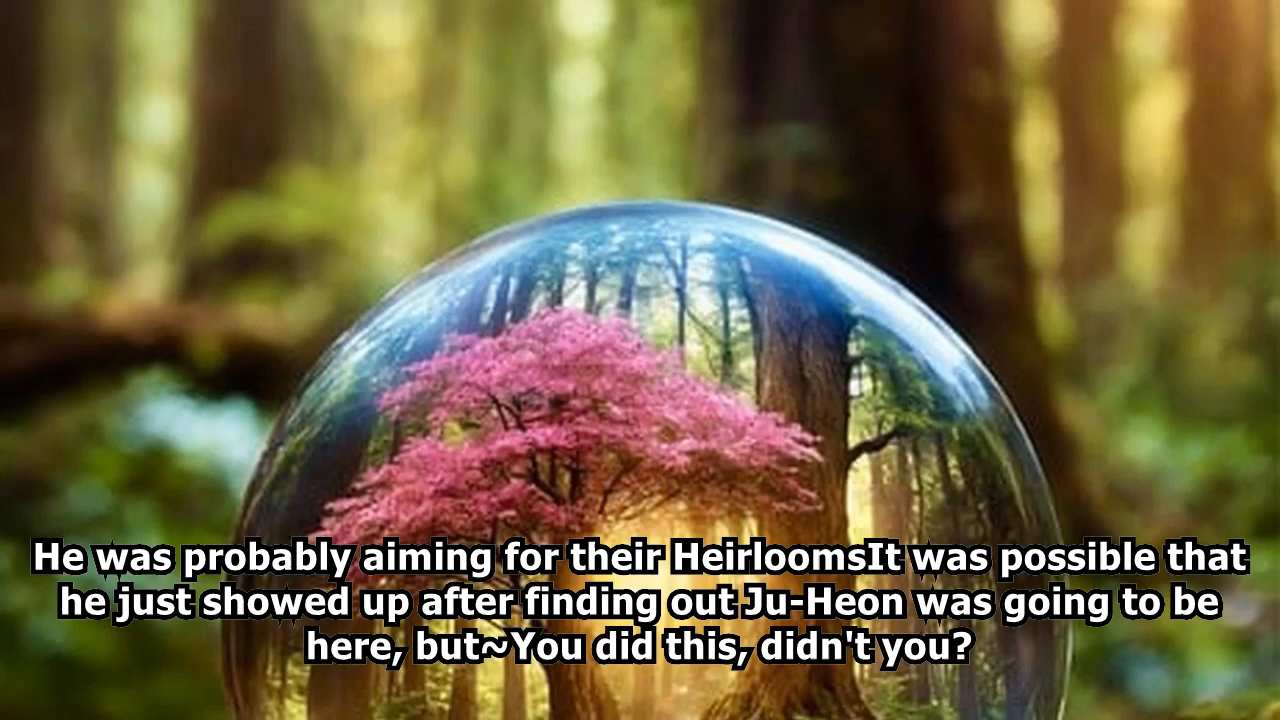 He was probably aiming for their HeirloomsIt was possible that
he just showed up after finding out Ju-Heon was going to be
here, but~You did this, didn't you?